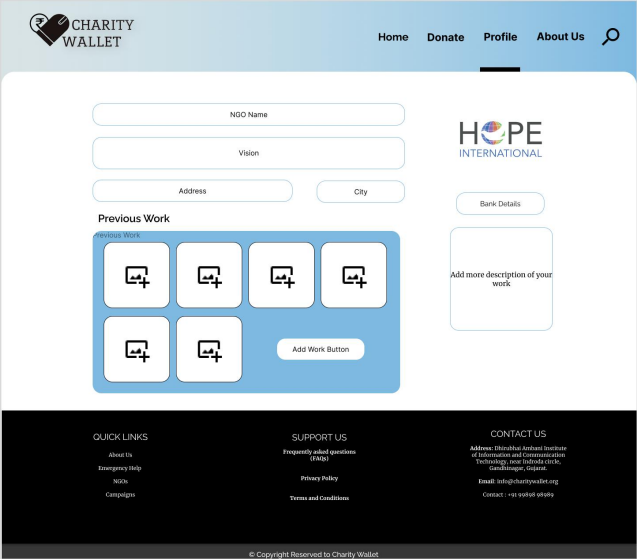 CHARITY
WALLET
Home Donate Profile About Us
NGO Name
Vision
Address
City
HOPE
INTERNATIONAL
Bank Details
Previous Work
Previous Work
Add more description of your
work
Add Work Button
QUICK LINKS
About Us
Emergency Help
NGOs
Campaigns
SUPPORT US
Frequently asked questions
(FAQs)
Privacy Policy
Terms and Conditions
CONTACT US
Address: Dhirubhai Ambani Institute
of Information and Communication
Technology, near Indroda circle,
Gandhinagar, Gujarat.
Email: info@charitywallet.org
Contact : +91 99898 98989
© Copyright Reserved to Charity Wallet